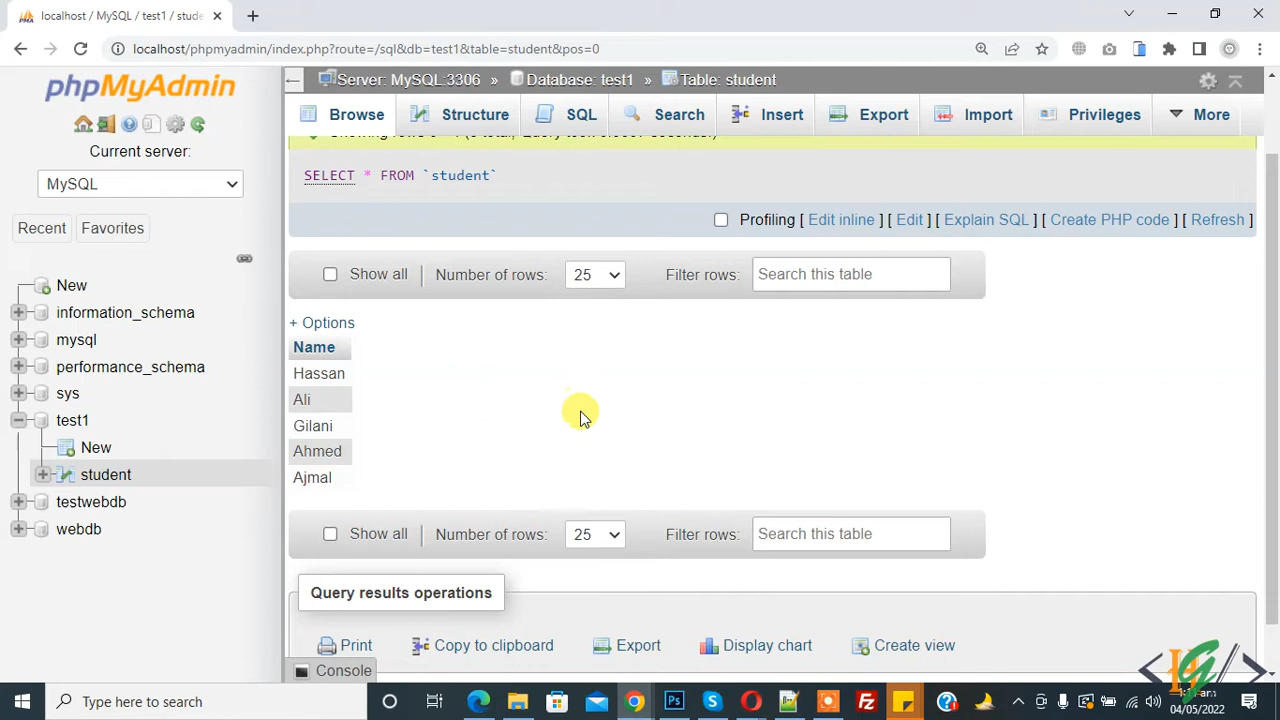 localhost / MySQL / test1 / stude
localhost/phpmyadmin/index.php?route=/sql&db=test1&table=student&pos=0
phpMyAdmin
Current server:
MySQL
Recent
Favorites
New
information_schema
mysql
performance_schema
sys
test1
New
student
testwebdb
webdb
Server: MySQL:3306 » Database: test1 » Table: student
Browse Structure SQL Search Insert Export Import Privileges More
SELECT * FROM `student`
Profiling [ Edit inline ] [ Edit ] [ Explain SQL ] [ Create PHP code ] [ Refresh ]
Show all Number of rows: 25 Filter rows: Search this table
+ Options
Name
Hassan
Ali
Gilani
Ahmed
Ajmal
Show all Number of rows: 25 Filter rows: Search this table
Query results operations
Print Copy to clipboard Export Display chart Create view
Console
Type here to search
04/05/2022